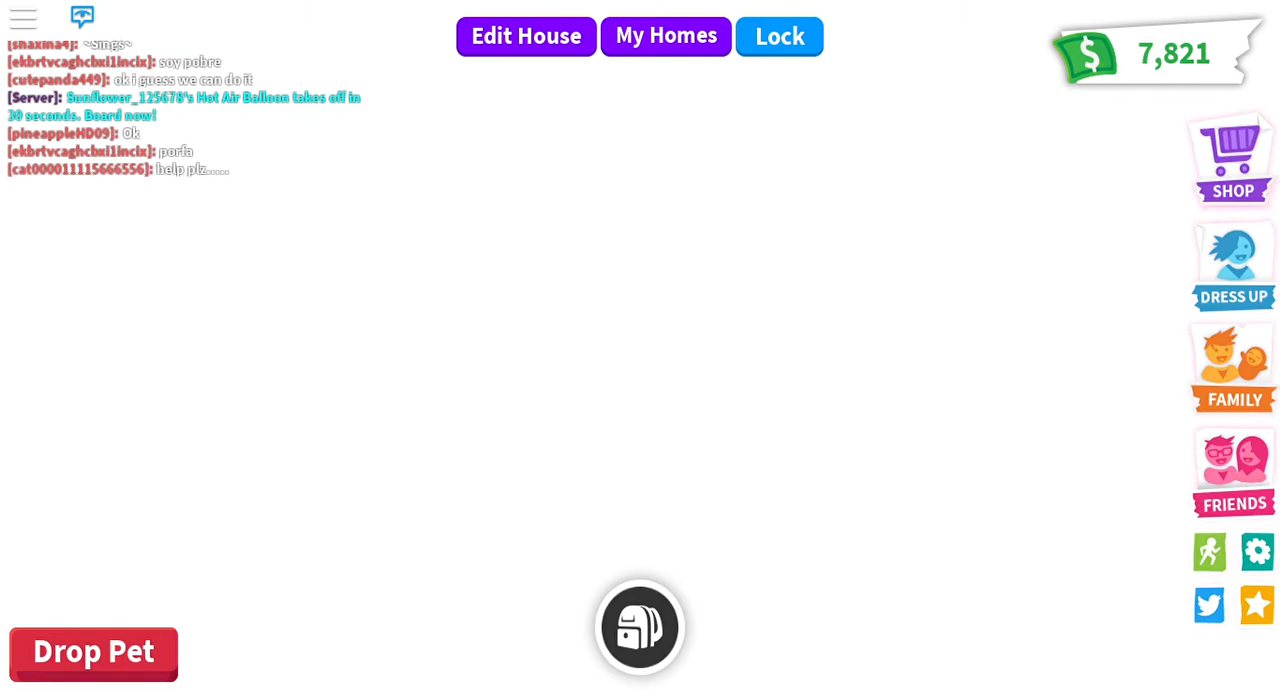 Edit House My Homes Lock
7,821
[shaxina4]: ~Sings~
[ekbrtvcaghcbxi1incix]: soy pobre
[cutepanda449]: ok i guess we can do it
[Server]: Sunflower_125678's Hot Air Balloon takes off in
30 seconds. Board now!
[pineappleHD09]: Ok
[ekbrtvcaghcbxi1incix]: porfa
[cat000011115666556]: help plz.....
SHOP
DRESS UP
FAMILY
FRIENDS
Drop Pet